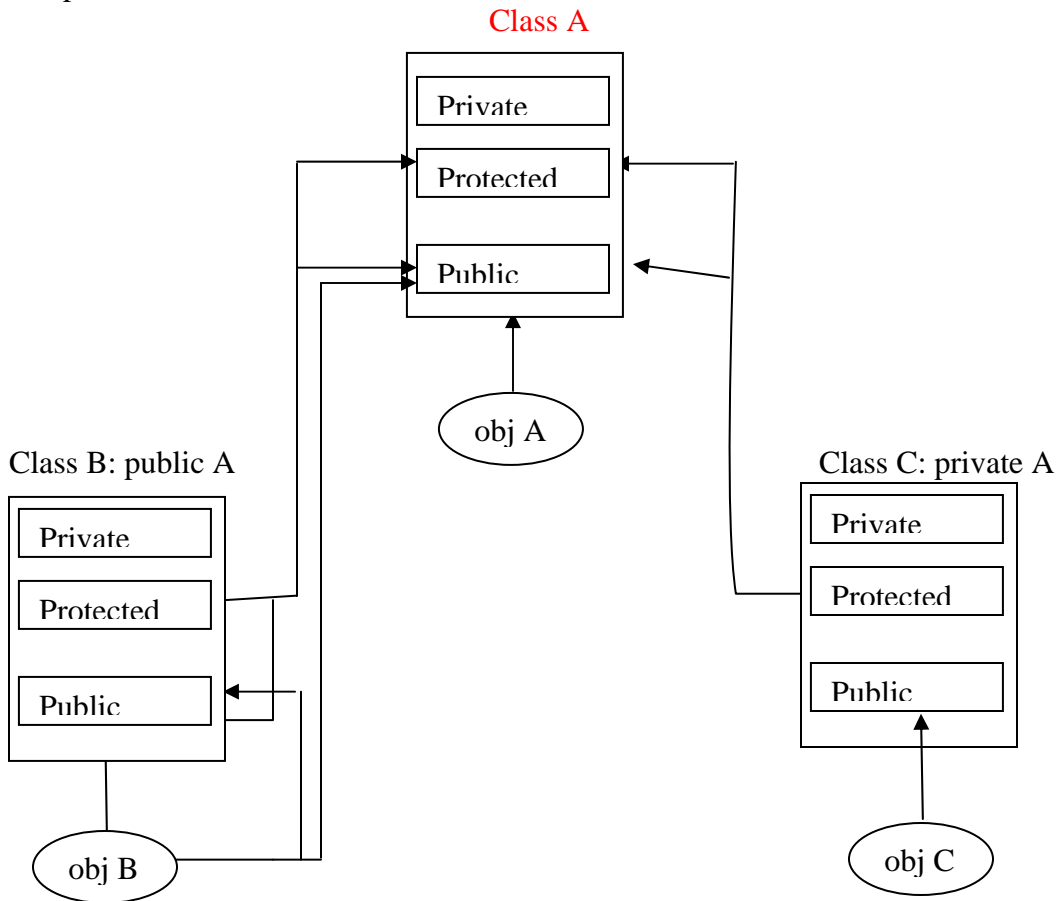 Class A
Private
Protected
Public
obj A
Class B: public A
Private
Protected
Public
obj B
Class C: private A
Private
Protected
Public
obj C